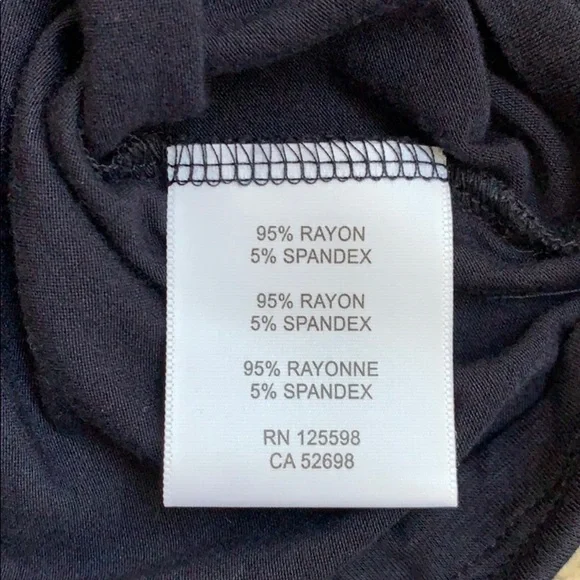 95% RAYON
5% SPANDEX
95% RAYON
5% SPANDEX
95% RAYONNE
5% SPANDEX
RN 125598
CA 52698